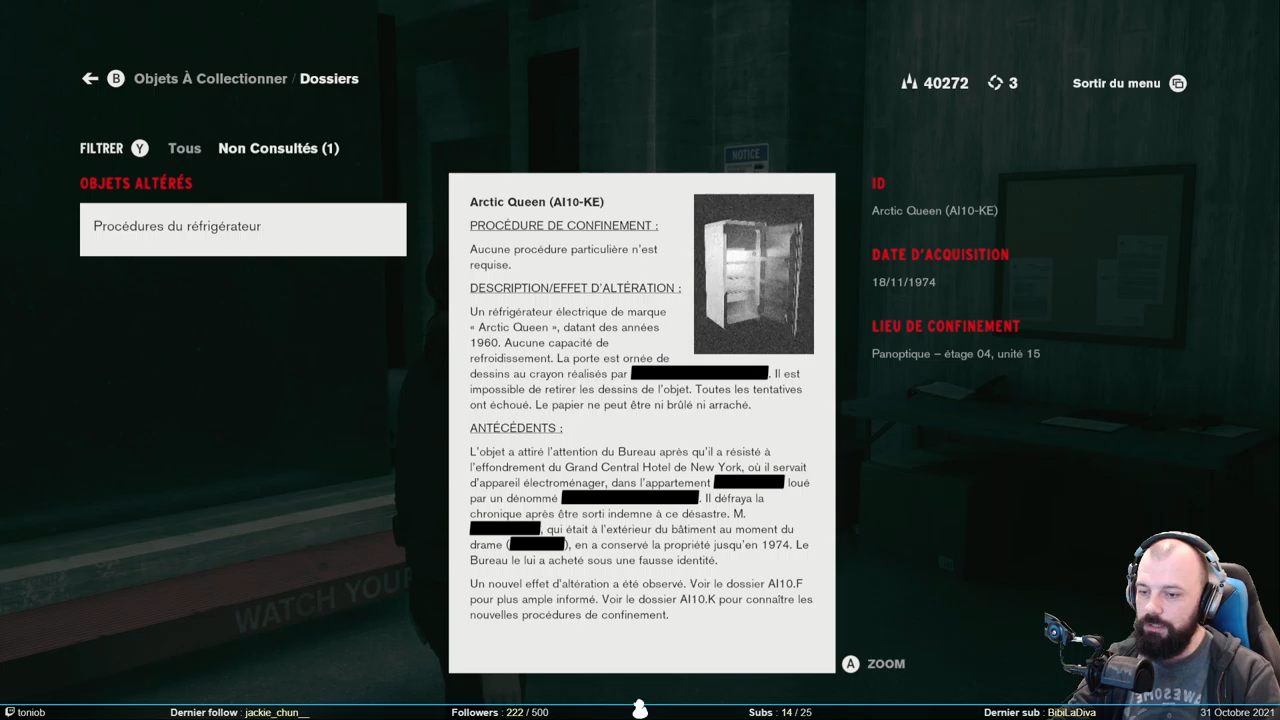 B Objets À Collectionner / Dossiers
40272 3 Sortir du menu
FILTRER Y Tous Non Consultés (1)
OBJETS ALTÉRÉS
Procédures du réfrigérateur
NOTICE
Arctic Queen (AI10-KE)
PROCÉDURE DE CONFINEMENT :
Aucune procédure particulière n'est
requise.
DESCRIPTION/EFFET D'ALTÉRATION :
Un réfrigérateur électrique de marque
« Arctic Queen », datant des années
1960. Aucune capacité de
refroidissement. La porte est ornée de
dessins au crayon réalisés par . Il est
impossible de retirer les dessins de l'objet. Toutes les tentatives
ont échoué. Le papier ne peut être ni brûlé ni arraché.
ANTÉCÉDENTS :
L'objet a attiré l'attention du Bureau après qu'il a résisté à
l'effondrement du Grand Central Hotel de New York, où il servait
d'appareil électroménager, dans l'appartement loué
par un dénommé . Il défraya la
chronique après être sorti indemne à ce désastre. M.
, qui était à l'extérieur du bâtiment au moment du
drame ( ), en a conservé la propriété jusqu'en 1974. Le
Bureau le lui a acheté sous une fausse identité.
Un nouvel effet d'altération a été observé. Voir le dossier AI10.F
pour plus ample informé. Voir le dossier AI10.K pour connaître les
nouvelles procédures de confinement.
ID
Arctic Queen (AI10-KE)
DATE D'ACQUISITION
18/11/1974
LIEU DE CONFINEMENT
Panoptique – étage 04, unité 15
A ZOOM
WATCH YOUR
AWESOME
toniob Dernier follow : jackie_chun__ Followers : 222 / 500 Subs : 14 / 25 Dernier sub : BibiLaDiva 31 Octobre 2021